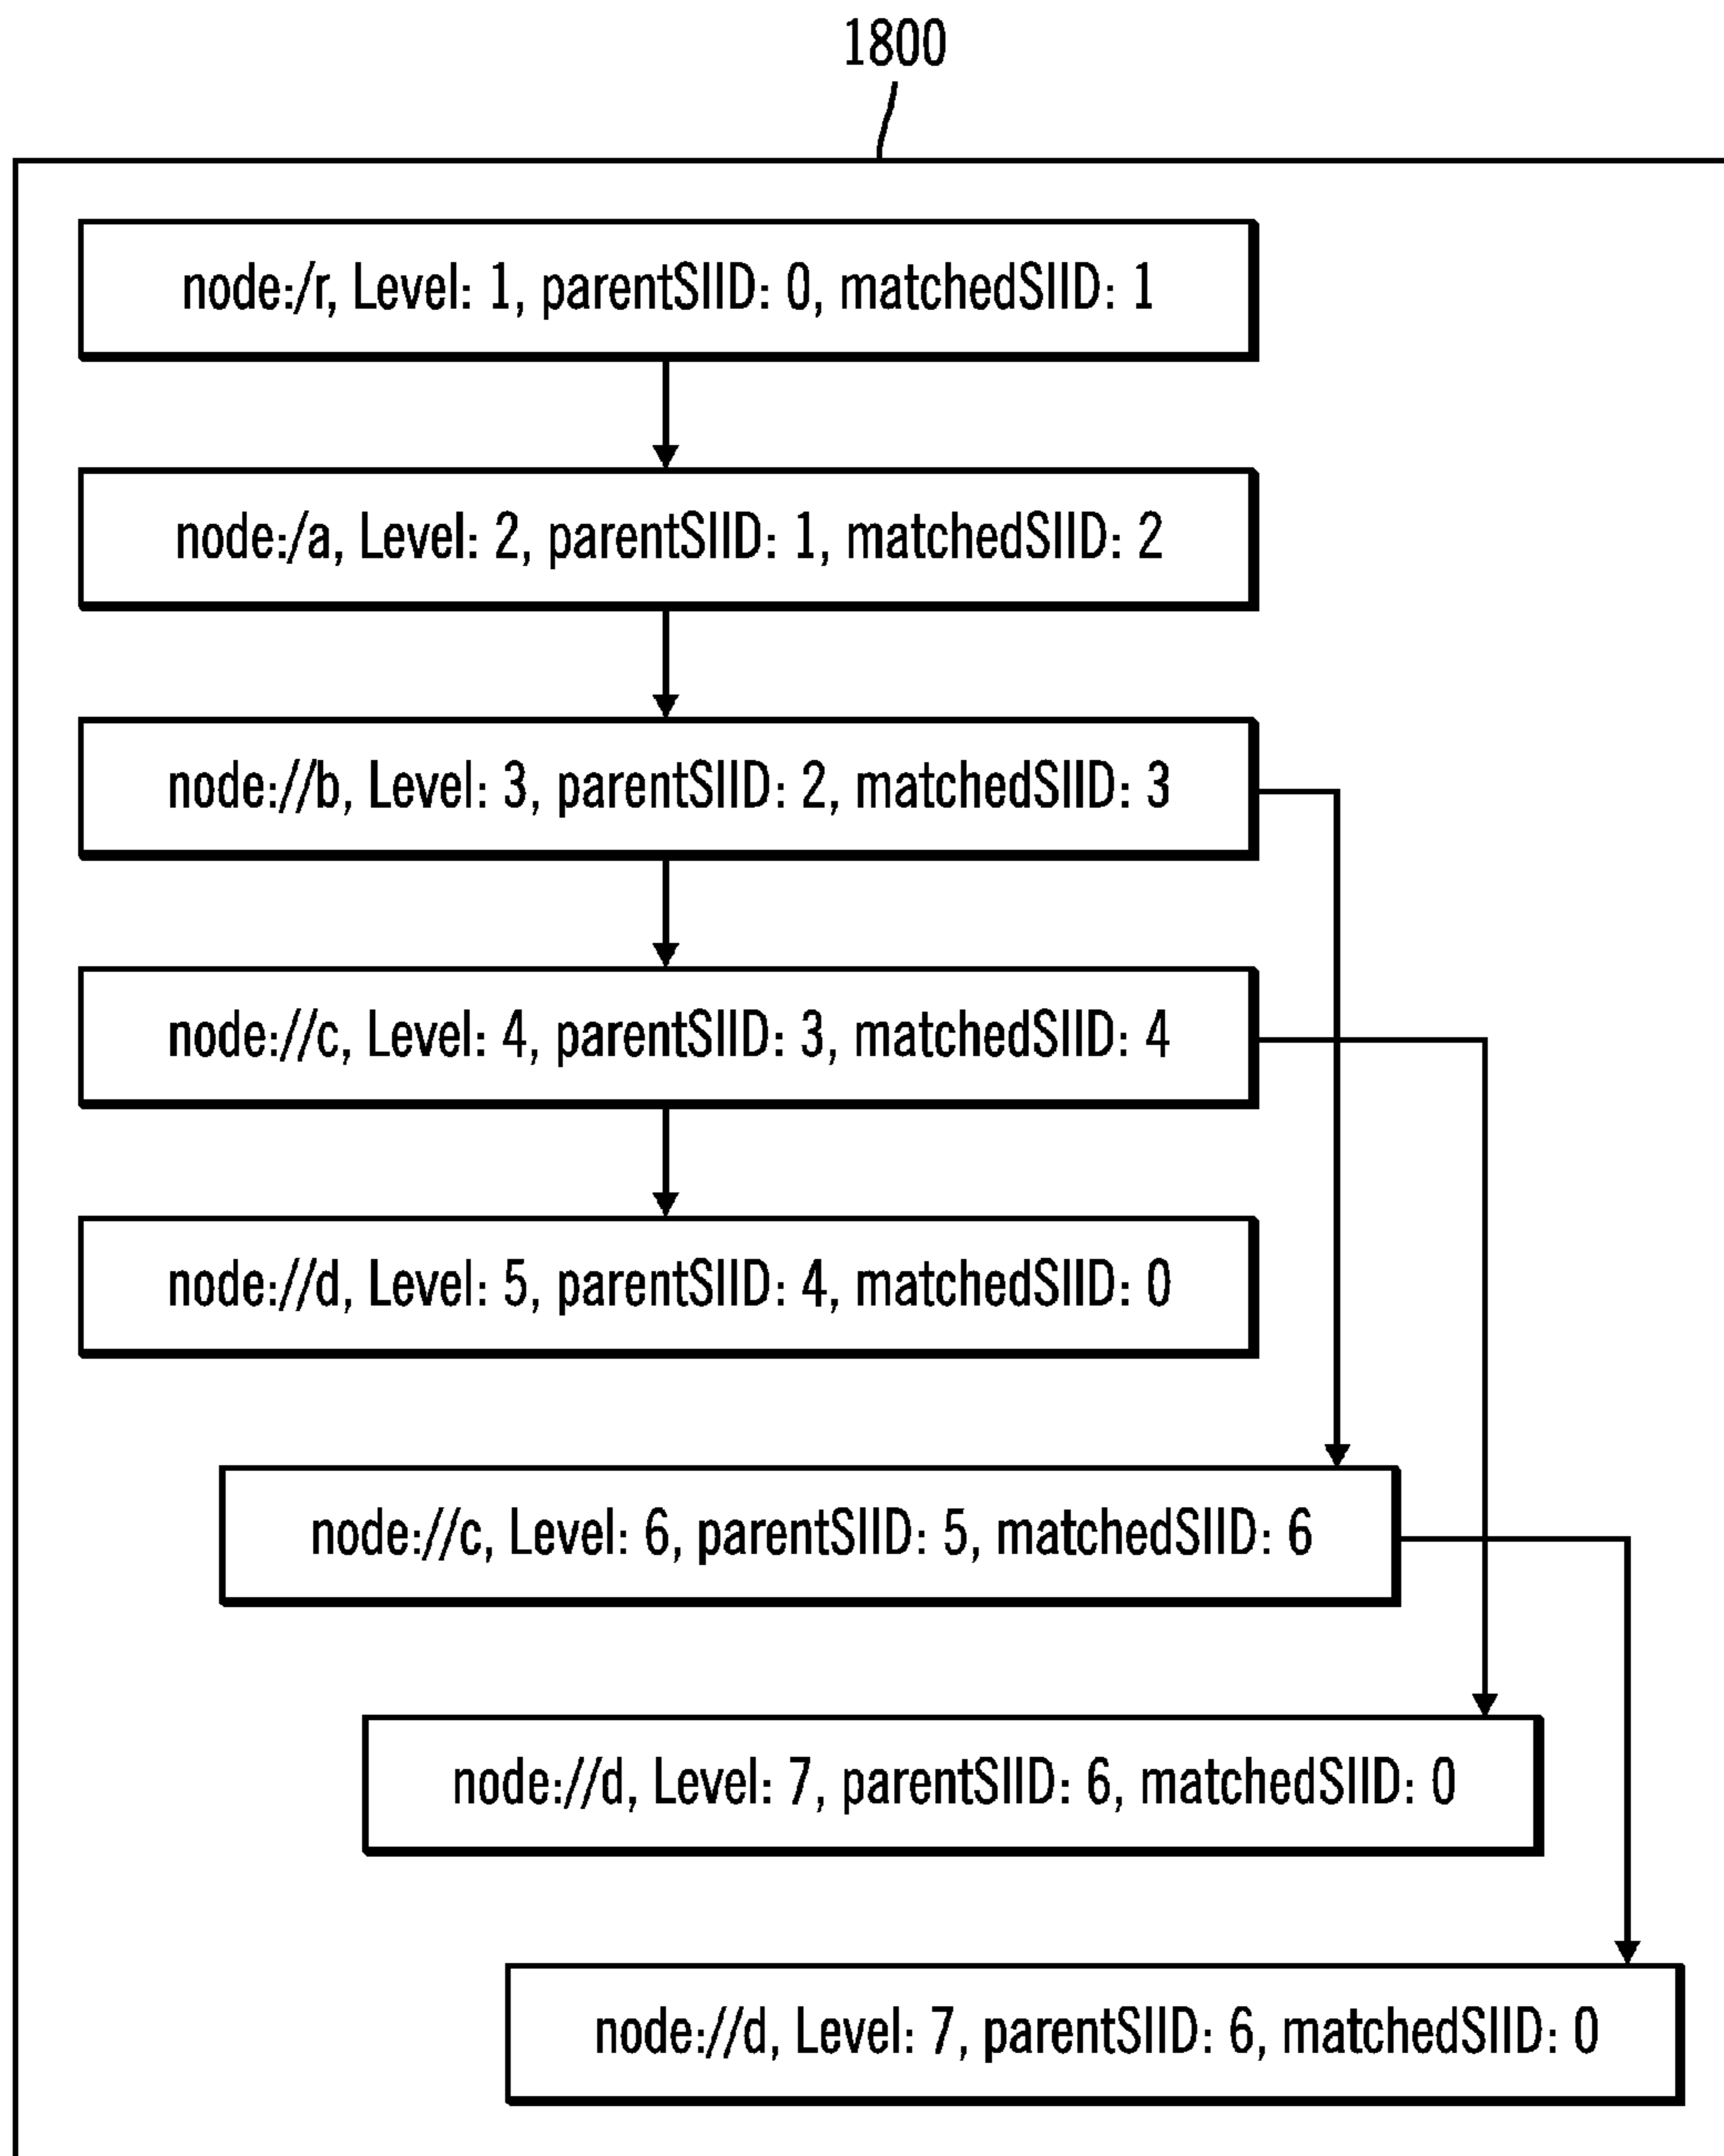 1800
node:/r, Level: 1, parentSIID: 0, matchedSIID: 1
node:/a, Level: 2, parentSIID: 1, matchedSIID: 2
node://b, Level: 3, parentSIID: 2, matchedSIID: 3
node://c, Level: 4, parentSIID: 3, matchedSIID: 4
node://d, Level: 5, parentSIID: 4, matchedSIID: 0
node://c, Level: 6, parentSIID: 5, matchedSIID: 6
node://d, Level: 7, parentSIID: 6, matchedSIID: 0
node://d, Level: 7, parentSIID: 6, matchedSIID: 0